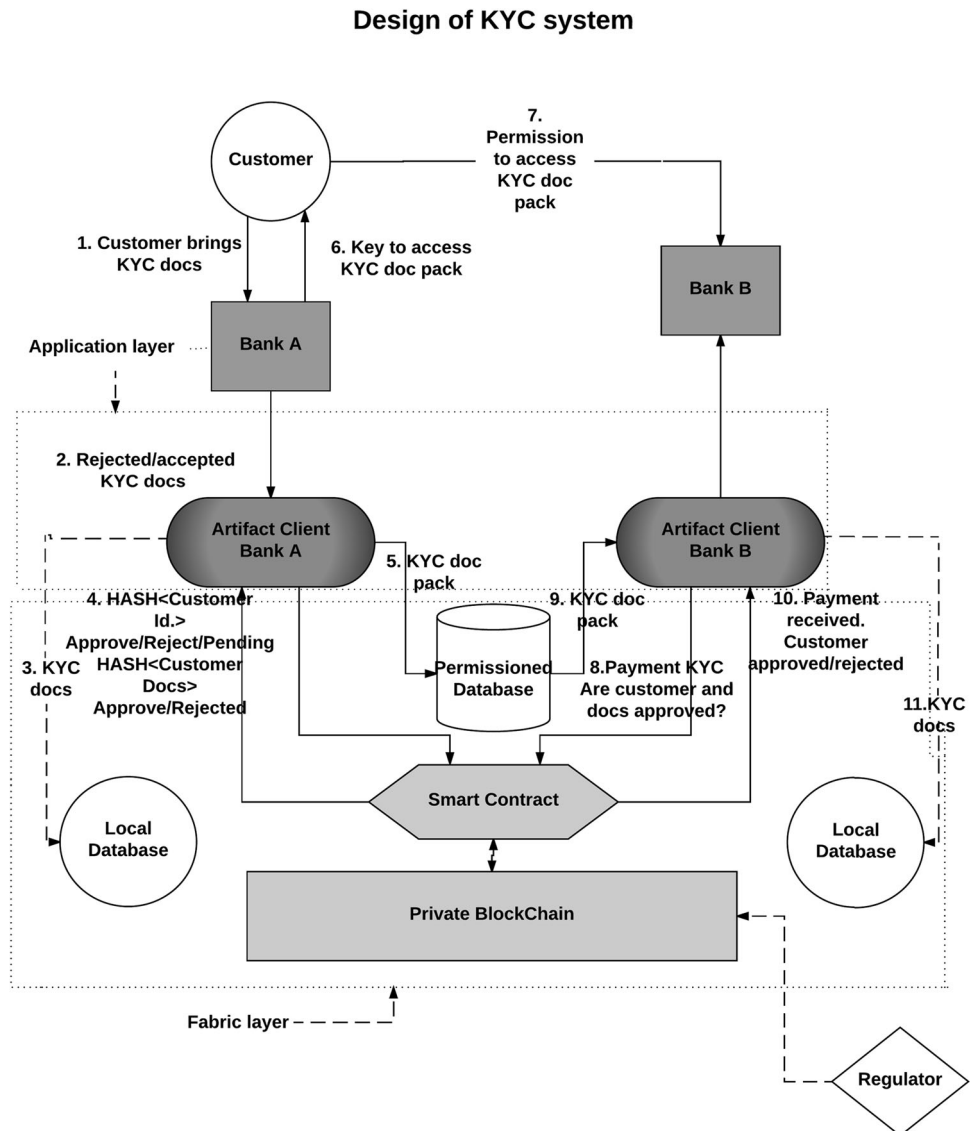 Design of KYC system
Customer
7.
Permission
to access
KYC doc
pack
1. Customer brings
KYC docs
6. Key to access
KYC doc pack
Bank B
Application layer
Bank A
2. Rejected/accepted
KYC docs
Artifact Client
Bank A
Artifact Client
Bank B
5. KYC doc
pack
4. HASH<Customer
Id.>
Approve/Reject/Pending
HASH<Customer
Docs>
Approve/Rejected
9. KYC doc
pack
10. Payment
received.
Customer
approved/rejected
3. KYC
docs
Permissioned
Database
8.Payment KYC
Are customer and
docs approved?
11.KYC
docs
Smart Contract
Local
Database
Local
Database
Private BlockChain
Fabric layer
Regulator